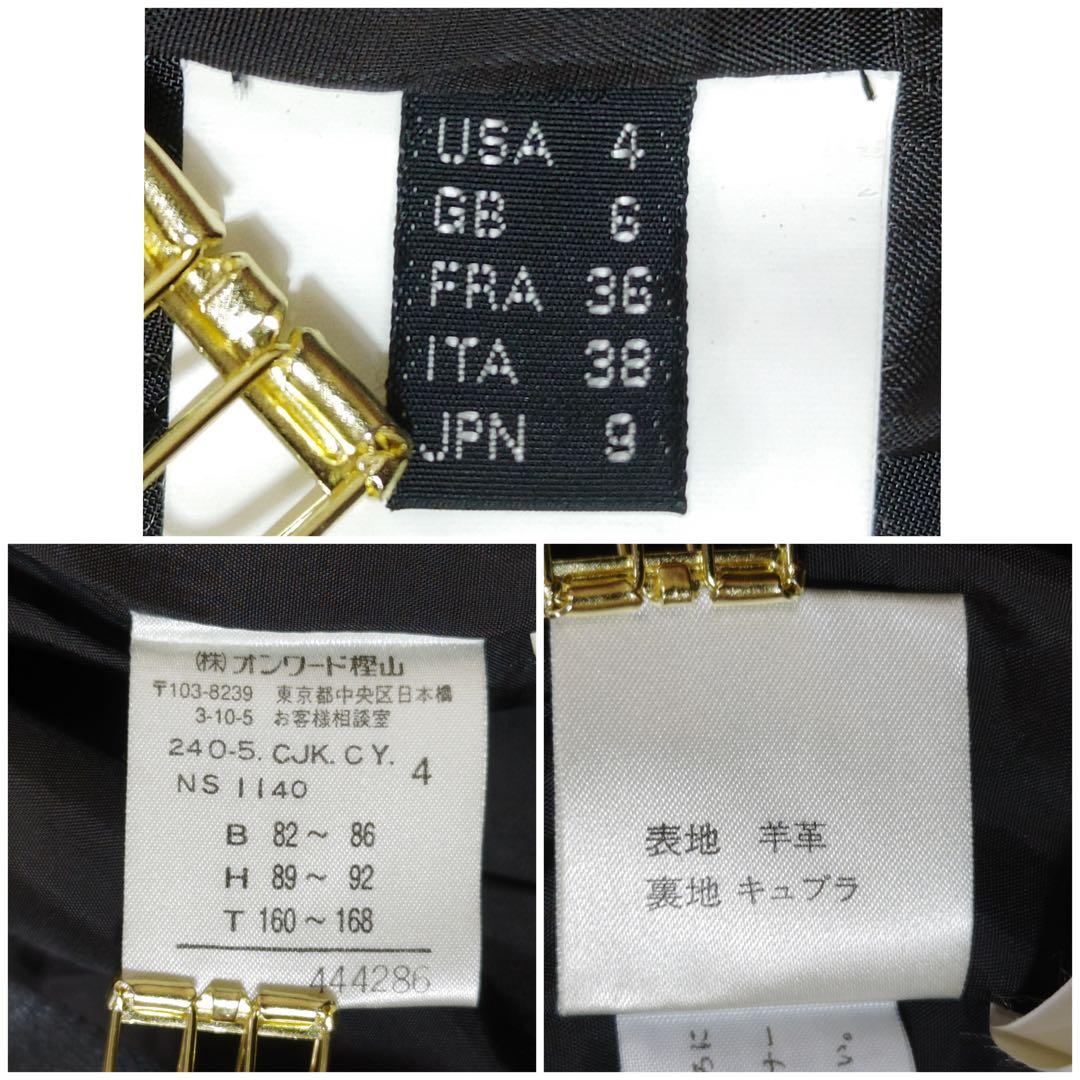 USA 4
GB 6
FRA 36
ITA 38
JPN 9
(株)オンワード樫山
〒103-8239 東京都中央区日本橋
3-10-5 お客様相談室
240-5. CJK. CY. 4
NS 1140
B 82〜 86
H 89〜 92
T 160〜168
444286
表地 羊革
裏地 キュプラ
ナー
い。